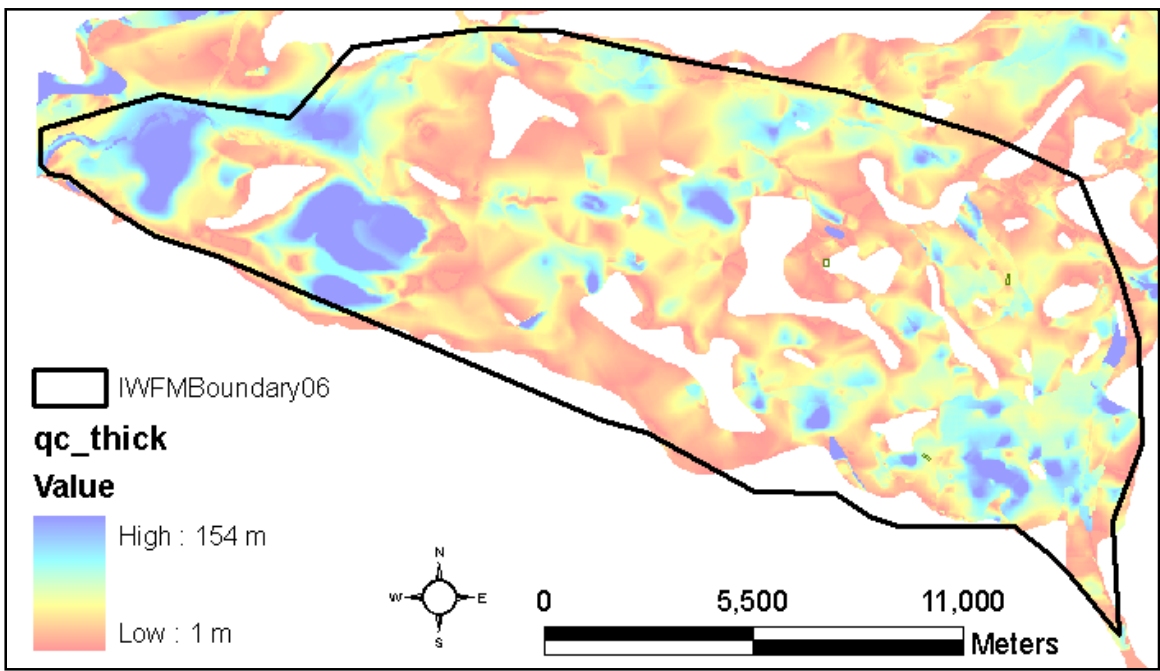 IWFMBoundary06
qc_thick
Value
High : 154 m
Low : 1 m
N
W E
S
0 5,500 11,000
Meters